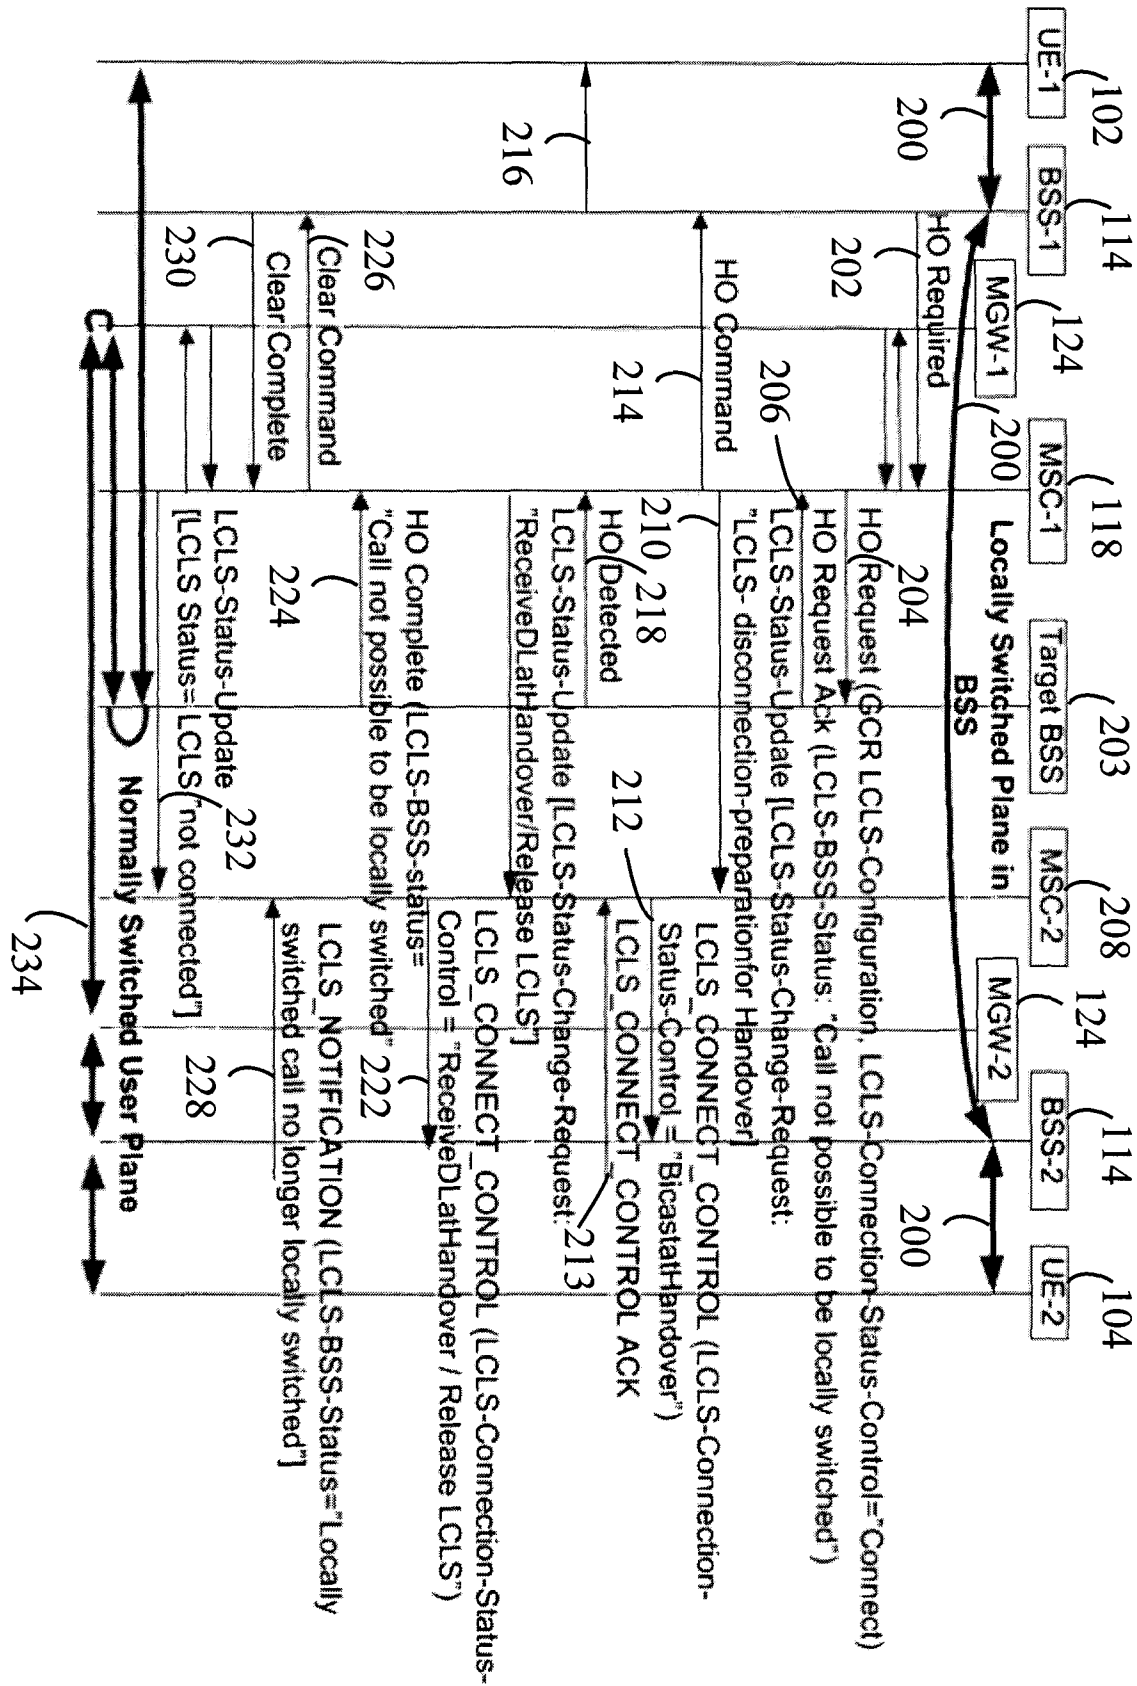 UE-1
102
BSS-1
114
MGW-1
124
MSC-1
118
Target BSS
203
MSC-2
208
MGW-2
124
BSS-2
114
UE-2
104
200
200
200
Locally Switched Plane in
BSS
HO Required
202
204
HO Request (GCR LCLS-Configuration, LCLS-Connection-Status-Control="Connect)
206
HO Request Ack (LCLS-BSS-Status: "Call not possible to be locally switched")
LCLS-Status-Update [LCLS-Status-Change-Request:
"LCLS- disconnection-preparationfor Handover]
210
HO Command
214
LCLS_CONNECT_CONTROL (LCLS-Connection-
Status-Control = "BicastatHandover")
212
LCLS_CONNECT_CONTROL ACK
213
216
HO Detected
218
LCLS-Status-Update [LCLS-Status-Change-Request:
"ReceiveDLatHandover/Release LCLS"]
LCLS_CONNECT_CONTROL (LCLS-Connection-Status-
Control = "ReceiveDLatHandover / Release LCLS")
222
HO Complete (LCLS-BSS-status=
"Call not possible to be locally switched"
224
226
Clear Command
LCLS_NOTIFICATION (LCLS-BSS-Status="Locally
switched call no longer locally switched"]
228
Clear Complete
230
LCLS-Status-Update
[LCLS Status= LCLS "not connected"]
232
C
Normally Switched User Plane
234